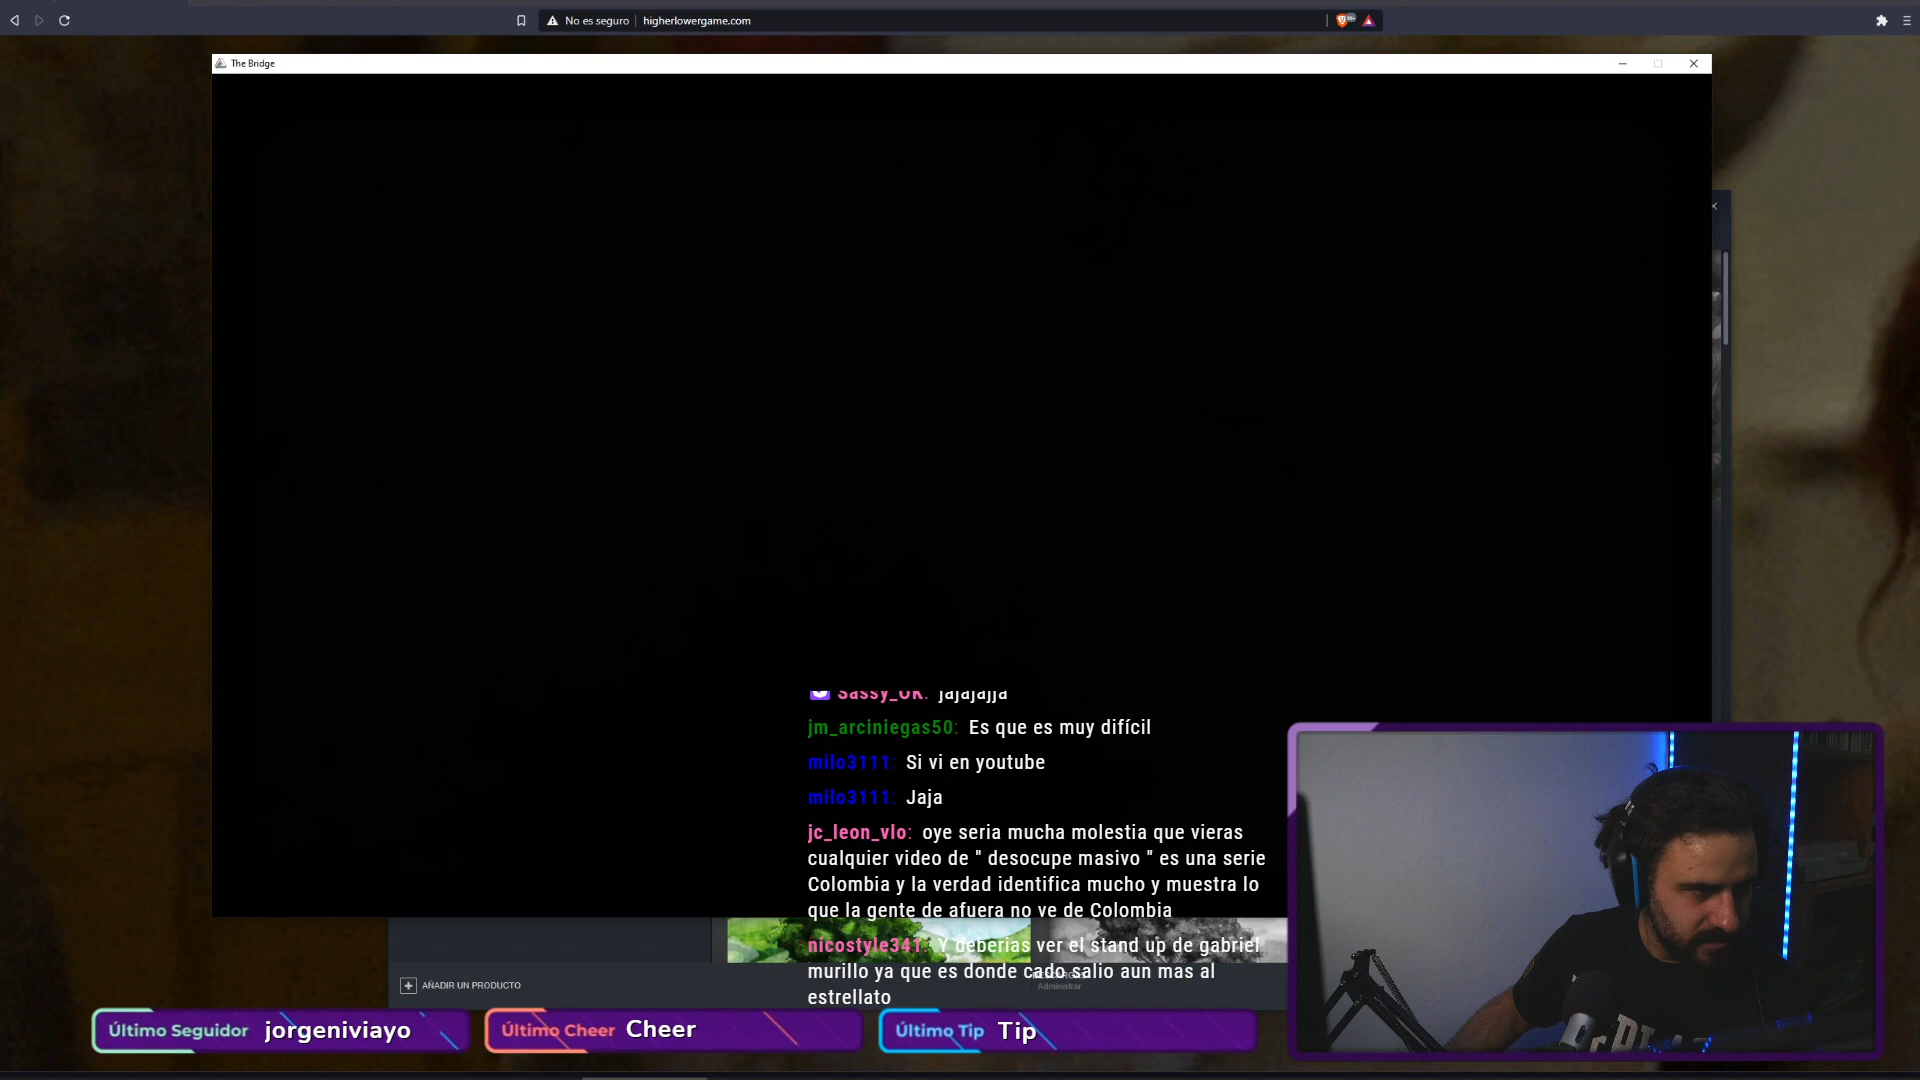 No es seguro
higherlowergame.com
The Bridge
Sassy_UK: jajajajja
jm_arciniegas50: Es que es muy difícil
milo3111: Si vi en youtube
milo3111: Jaja
jc_leon_vlo: oye seria mucha molestia que vieras
cualquier video de " desocupe masivo " es una serie
Colombia y la verdad identifica mucho y muestra lo
que la gente de afuera no ve de Colombia
nicostyle341: Y deberias ver el stand up de gabriel
murillo ya que es donde cado salio aun mas al
estrellato
AÑADIR UN PRODUCTO
Administrar
Último Seguidor jorgeniviayo
Último Cheer Cheer
Último Tip Tip